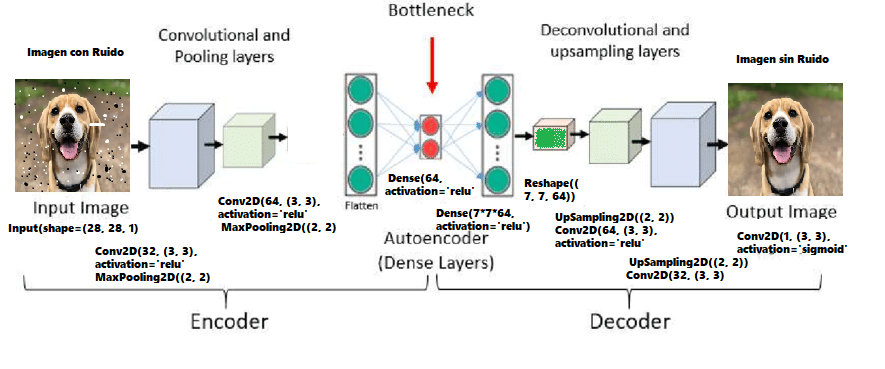 Bottleneck
Convolutional and
Pooling layers
Deconvolutional and
upsampling layers
Imagen con Ruido
Imagen sin Ruido
Input Image
Input(shape=(28, 28, 1)
Conv2D(32, (3, 3),
activation='relu'
MaxPooling2D((2, 2)
Conv2D(64, (3, 3),
activation='relu'
MaxPooling2D((2, 2)
Flatten
Dense(64,
activation='relu'
Dense(7*7*64,
activation='relu')
Autoencoder
(Dense Layers)
Reshape((
7, 7, 64))
UpSampling2D((2, 2))
Conv2D(64, (3, 3),
activation='relu'
UpSampling2D((2, 2))
Conv2D(32, (3, 3)
Output Image
Conv2D(1, (3, 3),
activation='sigmoid'
Encoder
Decoder